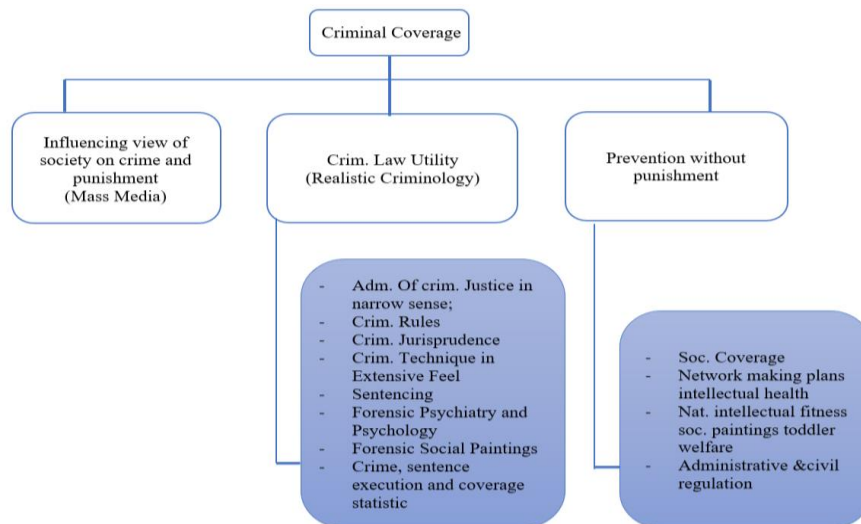 Criminal Coverage
Influencing view of
society on crime and
punishment
(Mass Media)
Crim. Law Utility
(Realistic Criminology)
Prevention without
punishment
- Adm. Of crim. Justice in
narrow sense;
- Crim. Rules
- Crim. Jurisprudence
- Crim. Technique in
Extensive Feel
- Sentencing
- Forensic Psychiatry and
Psychology
- Forensic Social Paintings
- Crime, sentence
execution and coverage
statistic
- Soc. Coverage
- Network making plans
intellectual health
- Nat. intellectual fitness
soc. paintings toddler
welfare
- Administrative &civil
regulation